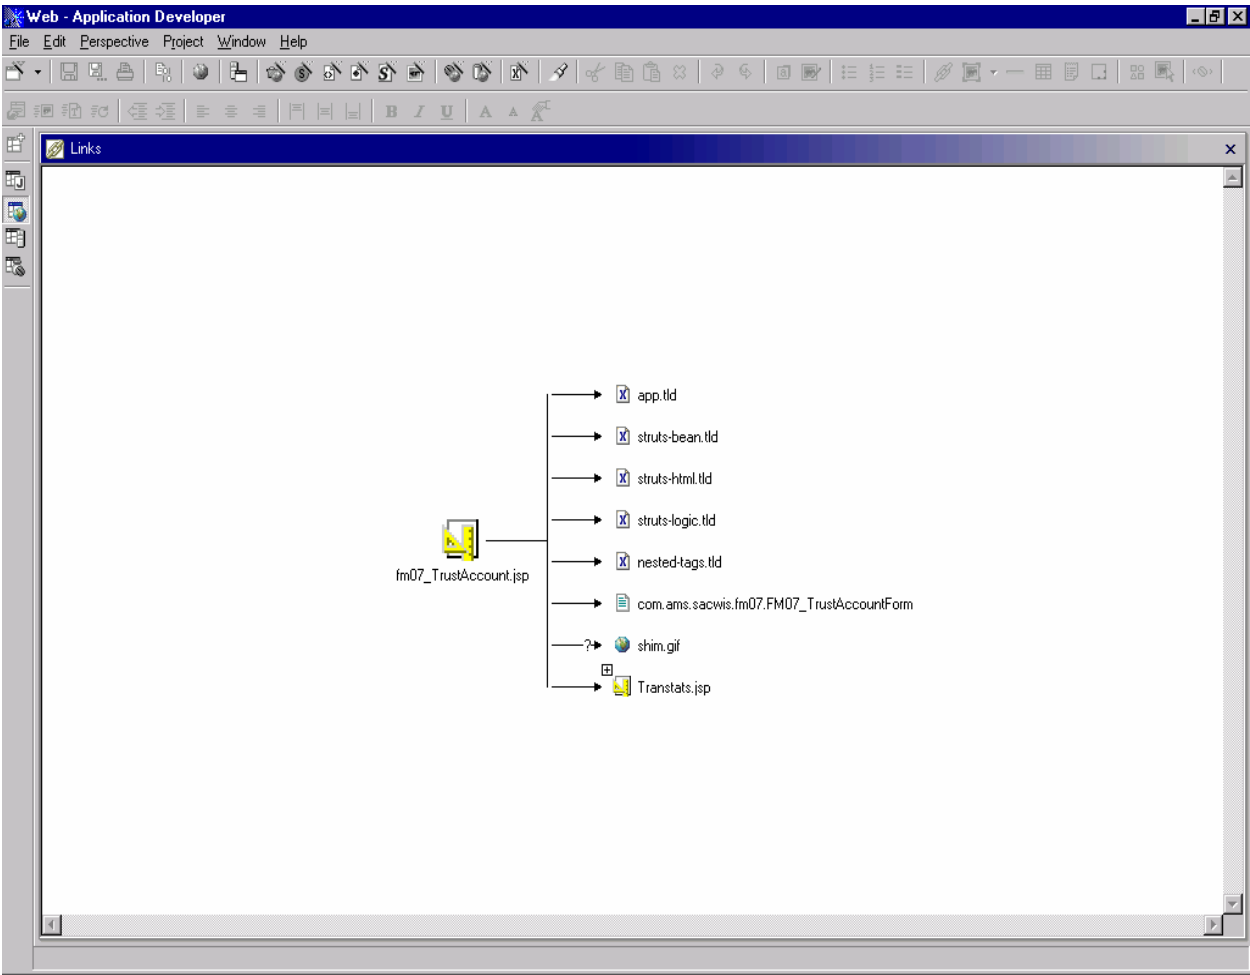 Web - Application Developer
File Edit Perspective Project Window Help
B I U A A
Links
app.tld
struts-bean.tld
struts-html.tld
struts-logic.tld
nested-tags.tld
fm07_TrustAccount.jsp
com.ams.sacwis.fm07.FM07_TrustAccountForm
? shim.gif
Transtats.jsp